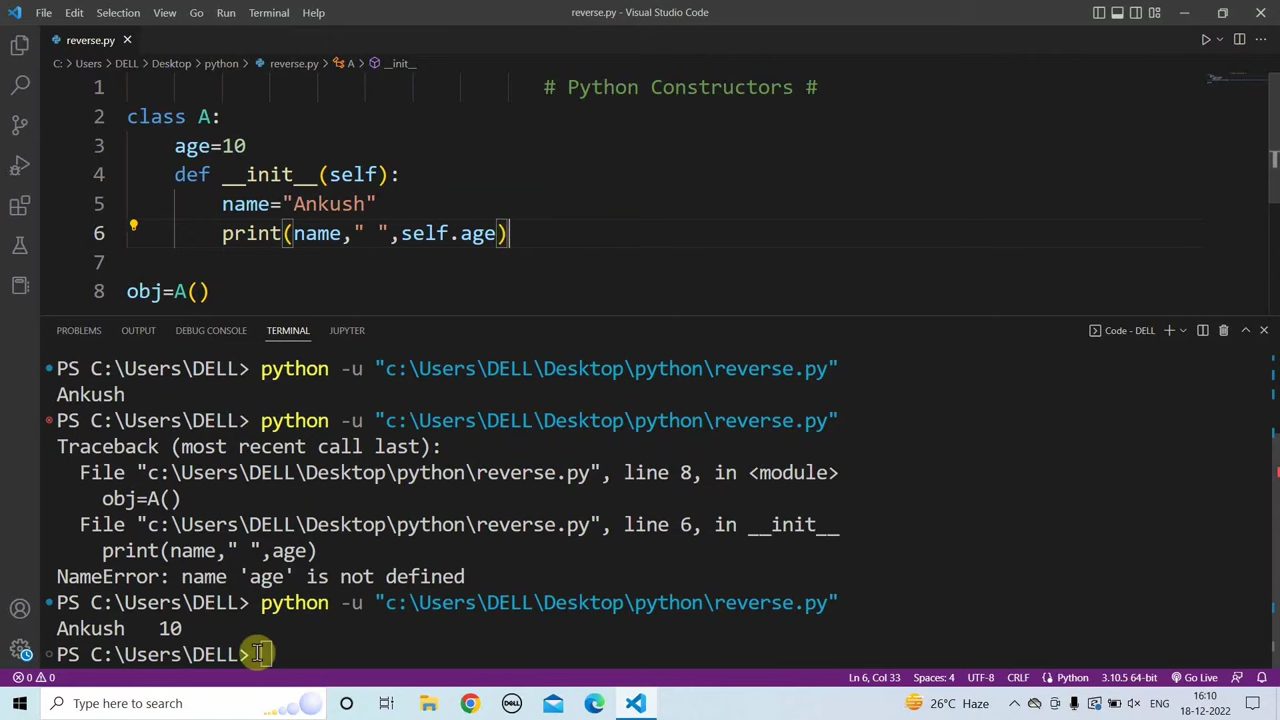 File Edit Selection View Go Run Terminal Help reverse.py - Visual Studio Code
reverse.py
C: > Users > DELL > Desktop > python > reverse.py > A > __init__
1 # Python Constructors #
2 class A:
3 age=10
4 def __init__(self):
5 name="Ankush"
6 print(name," ",self.age)
7
8 obj=A()
PROBLEMS OUTPUT DEBUG CONSOLE TERMINAL JUPYTER Code - DELL
PS C:\Users\DELL> python -u "c:\Users\DELL\Desktop\python\reverse.py"
Ankush
PS C:\Users\DELL> python -u "c:\Users\DELL\Desktop\python\reverse.py"
Traceback (most recent call last):
File "c:\Users\DELL\Desktop\python\reverse.py", line 8, in <module>
obj=A()
File "c:\Users\DELL\Desktop\python\reverse.py", line 6, in __init__
print(name," ",age)
NameError: name 'age' is not defined
PS C:\Users\DELL> python -u "c:\Users\DELL\Desktop\python\reverse.py"
Ankush   10
PS C:\Users\DELL>
0 0 Ln 6, Col 33 Spaces: 4 UTF-8 CRLF Python 3.10.5 64-bit Go Live
Type here to search DELL 26°C Haze ENG 16:10
18-12-2022